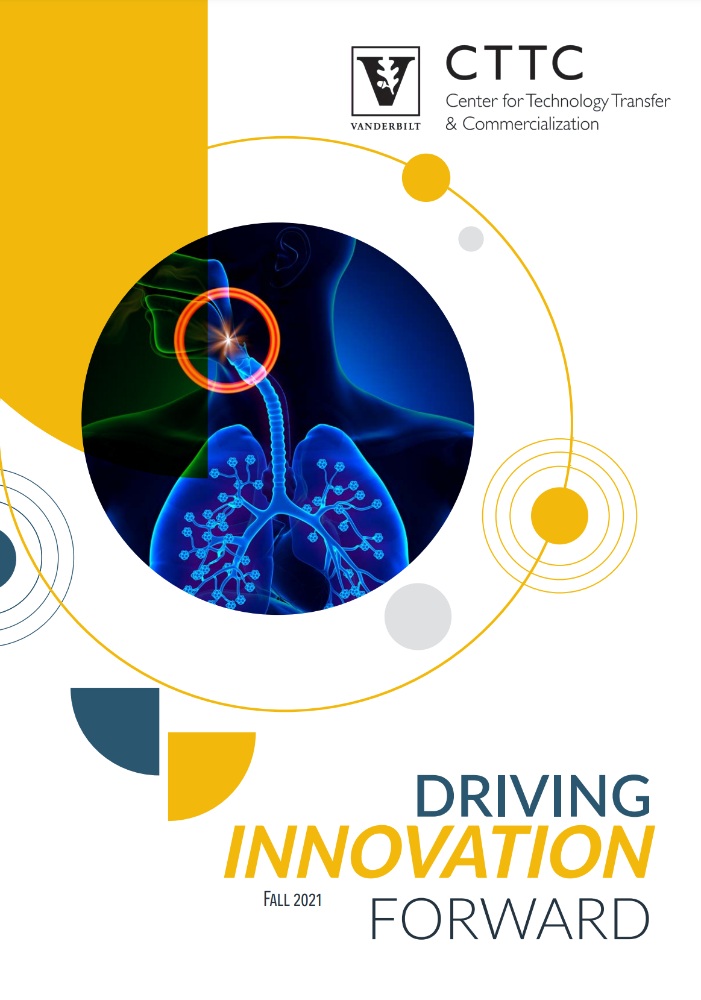 CTTC
Center for Technology Transfer
& Commercialization
VANDERBILT
DRIVING
INNOVATION
FALL 2021
FORWARD